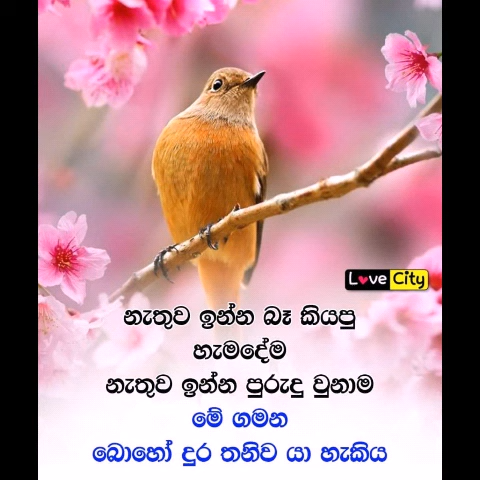 Love City
නැතුව ඉන්න බෑ කියපු
හැමදේම
නැතුව ඉන්න පුරුදු වුනාම
මේ ගමන
බොහෝ දුර තනිව යා හැකිය